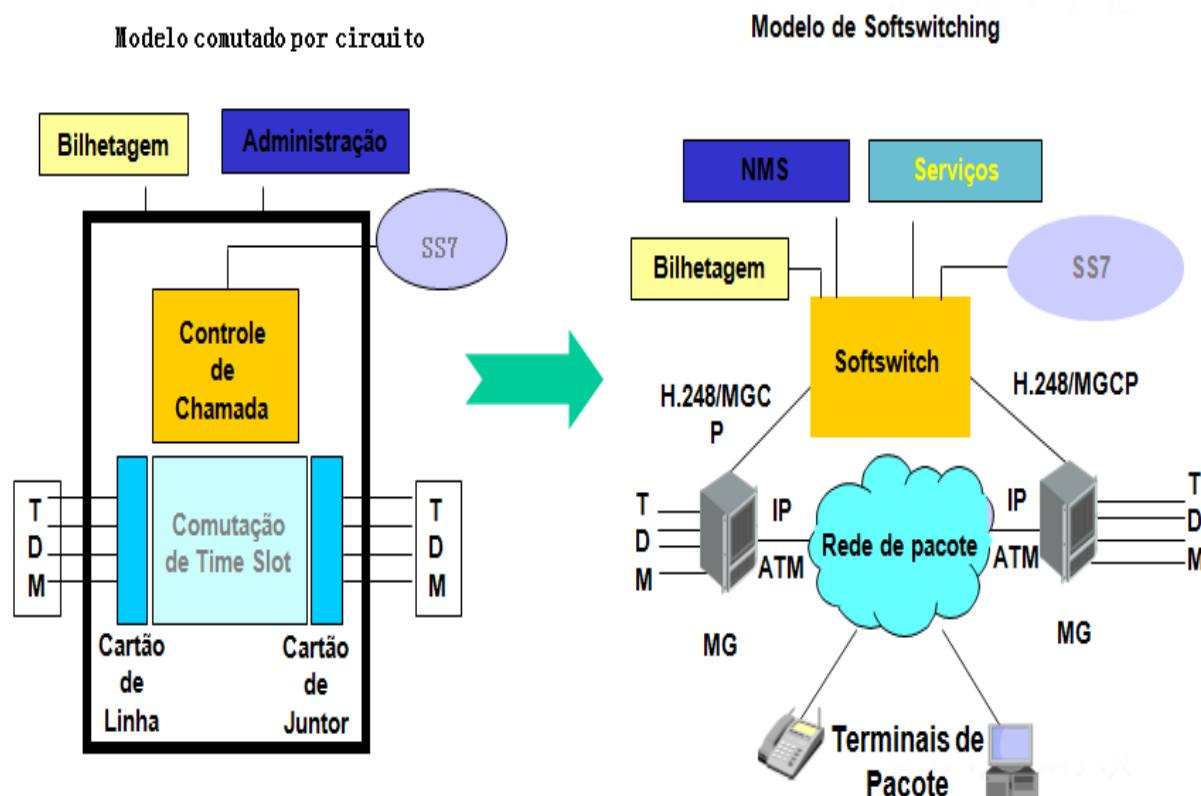 Modelo comutado por circuito
Bilhetagem
Administração
SS7
Controle
de
Chamada
T
D
M
Comutação
de Time Slot
T
D
M
Cartão
de
Linha
Cartão
de
Juntor
Modelo de Softswitching
NMS
Serviços
Bilhetagem
SS7
Softswitch
H.248/MGC
P
H.248/MGCP
T
D
M
IP
ATM
Rede de pacote
IP
ATM
T
D
M
MG
MG
Terminais de
Pacote